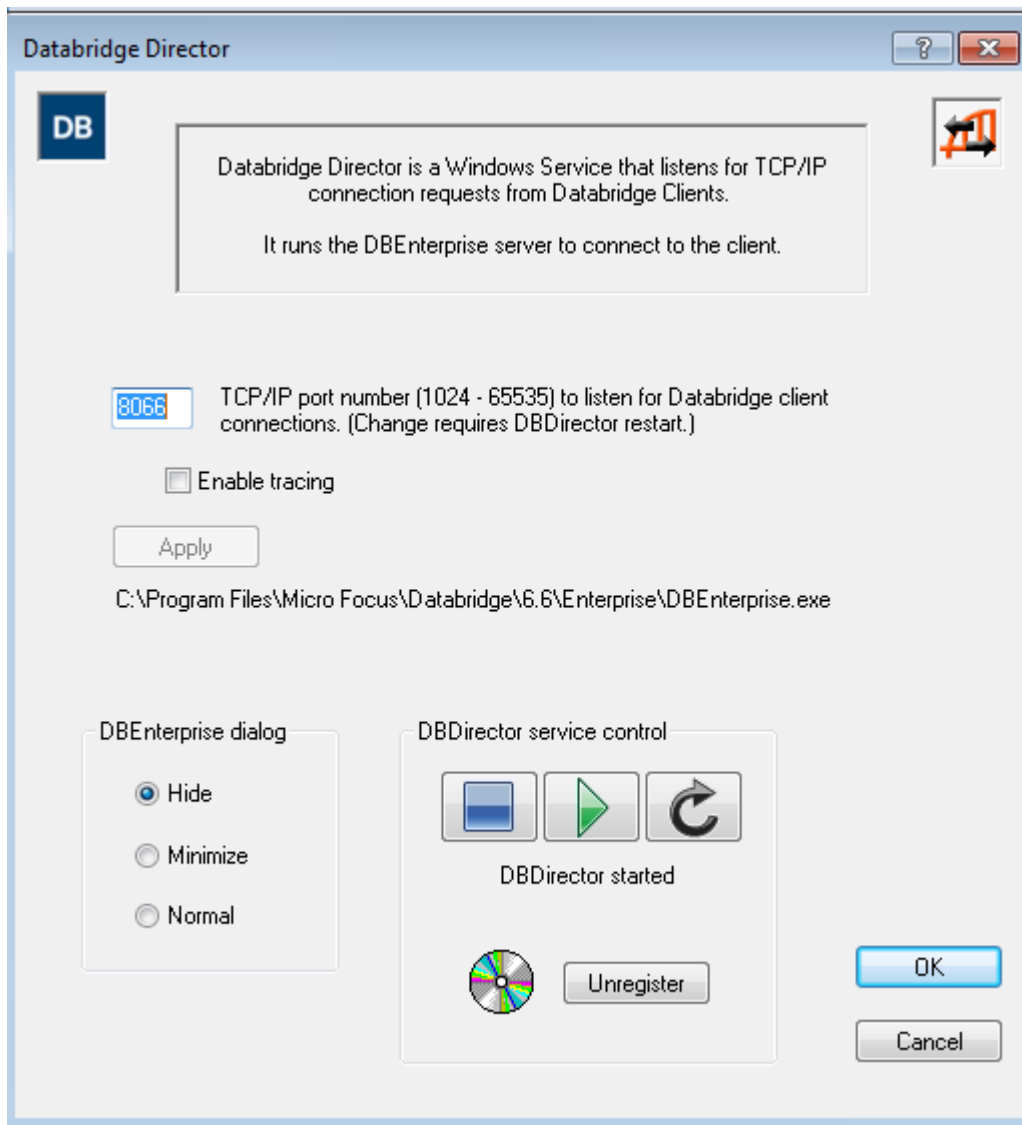 Databridge Director
DB
Databridge Director is a Windows Service that listens for TCP/IP
connection requests from Databridge Clients.
It runs the DBEnterprise server to connect to the client.
8066
TCP/IP port number (1024 - 65535) to listen for Databridge client
connections. (Change requires DBDirector restart.)
Enable tracing
Apply
C:\Program Files\Micro Focus\Databridge\6.6\Enterprise\DBEnterprise.exe
DBEnterprise dialog
Hide
Minimize
Normal
DBDirector service control
DBDirector started
Unregister
OK
Cancel